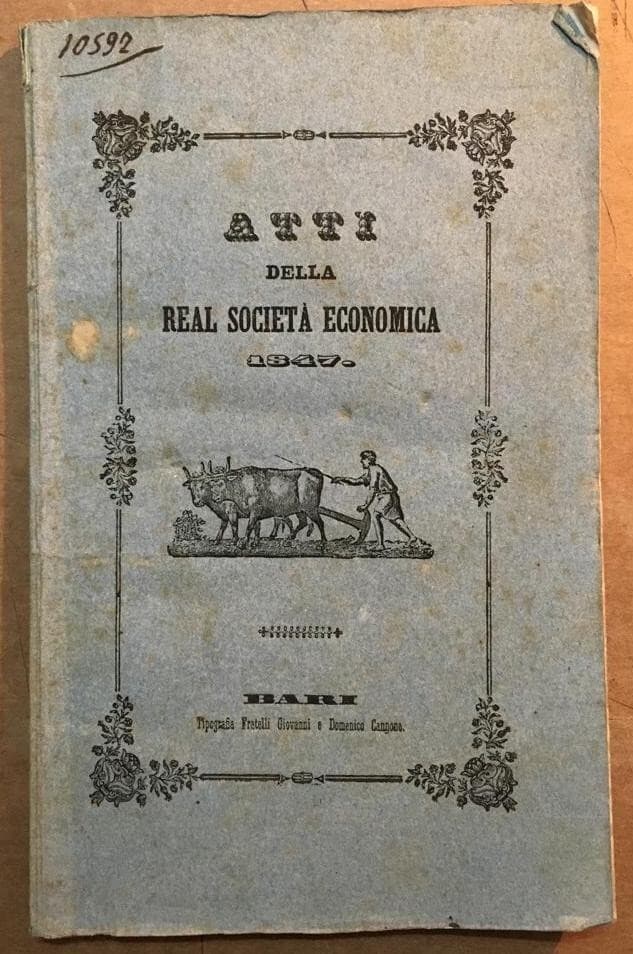 10592
ATTI
DELLA
REAL SOCIETÀ ECONOMICA
1847.
BARI
Tipografia Fratelli Giovanni e Domenico Cannone.